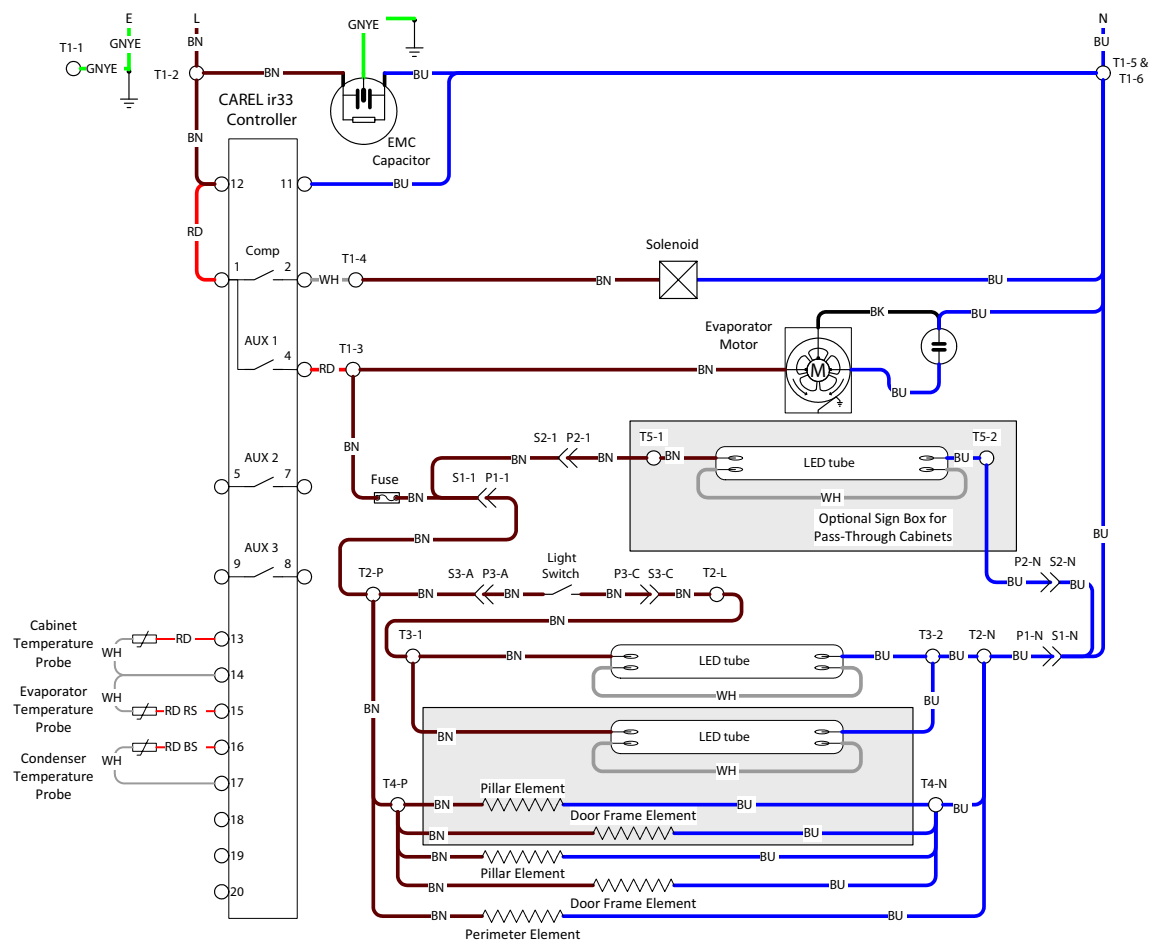 E
L
N
GNYE
BN
GNYE
BU
T1-1
GNYE
T1-2
BN
BU
T1-5 &
T1-6
CAREL ir33
Controller
EMC
Capacitor
BN
12
11
BU
RD
Comp
1
2
WH
T1-4
BN
Solenoid
BU
AUX 1
4
RD
T1-3
BN
Evaporator
Motor
M
BK
BU
BU
BN
S2-1
P2-1
BN
BN
T5-1
BN
LED tube
BU
T5-2
WH
Optional Sign Box for
Pass-Through Cabinets
AUX 2
5
7
Fuse
BN
S1-1
P1-1
BN
BU
AUX 3
9
8
T2-P
BN
S3-A
P3-A
BN
Light
Switch
BN
P3-C
S3-C
BN
T2-L
P2-N
S2-N
BU
BU
BN
Cabinet
Temperature
Probe
RD
13
WH
14
T3-1
BN
LED tube
BU
T3-2
BU
T2-N
BU
P1-N
S1-N
WH
Evaporator
Temperature
Probe
WH
RD RS
15
BN
BU
BN
LED tube
WH
Condenser
Temperature
Probe
RD BS
16
WH
17
T4-P
BN
Pillar Element
BU
T4-N
BU
18
BN
Door Frame Element
BU
19
BN
Pillar Element
BU
20
BN
Door Frame Element
BU
BN
Perimeter Element
BU